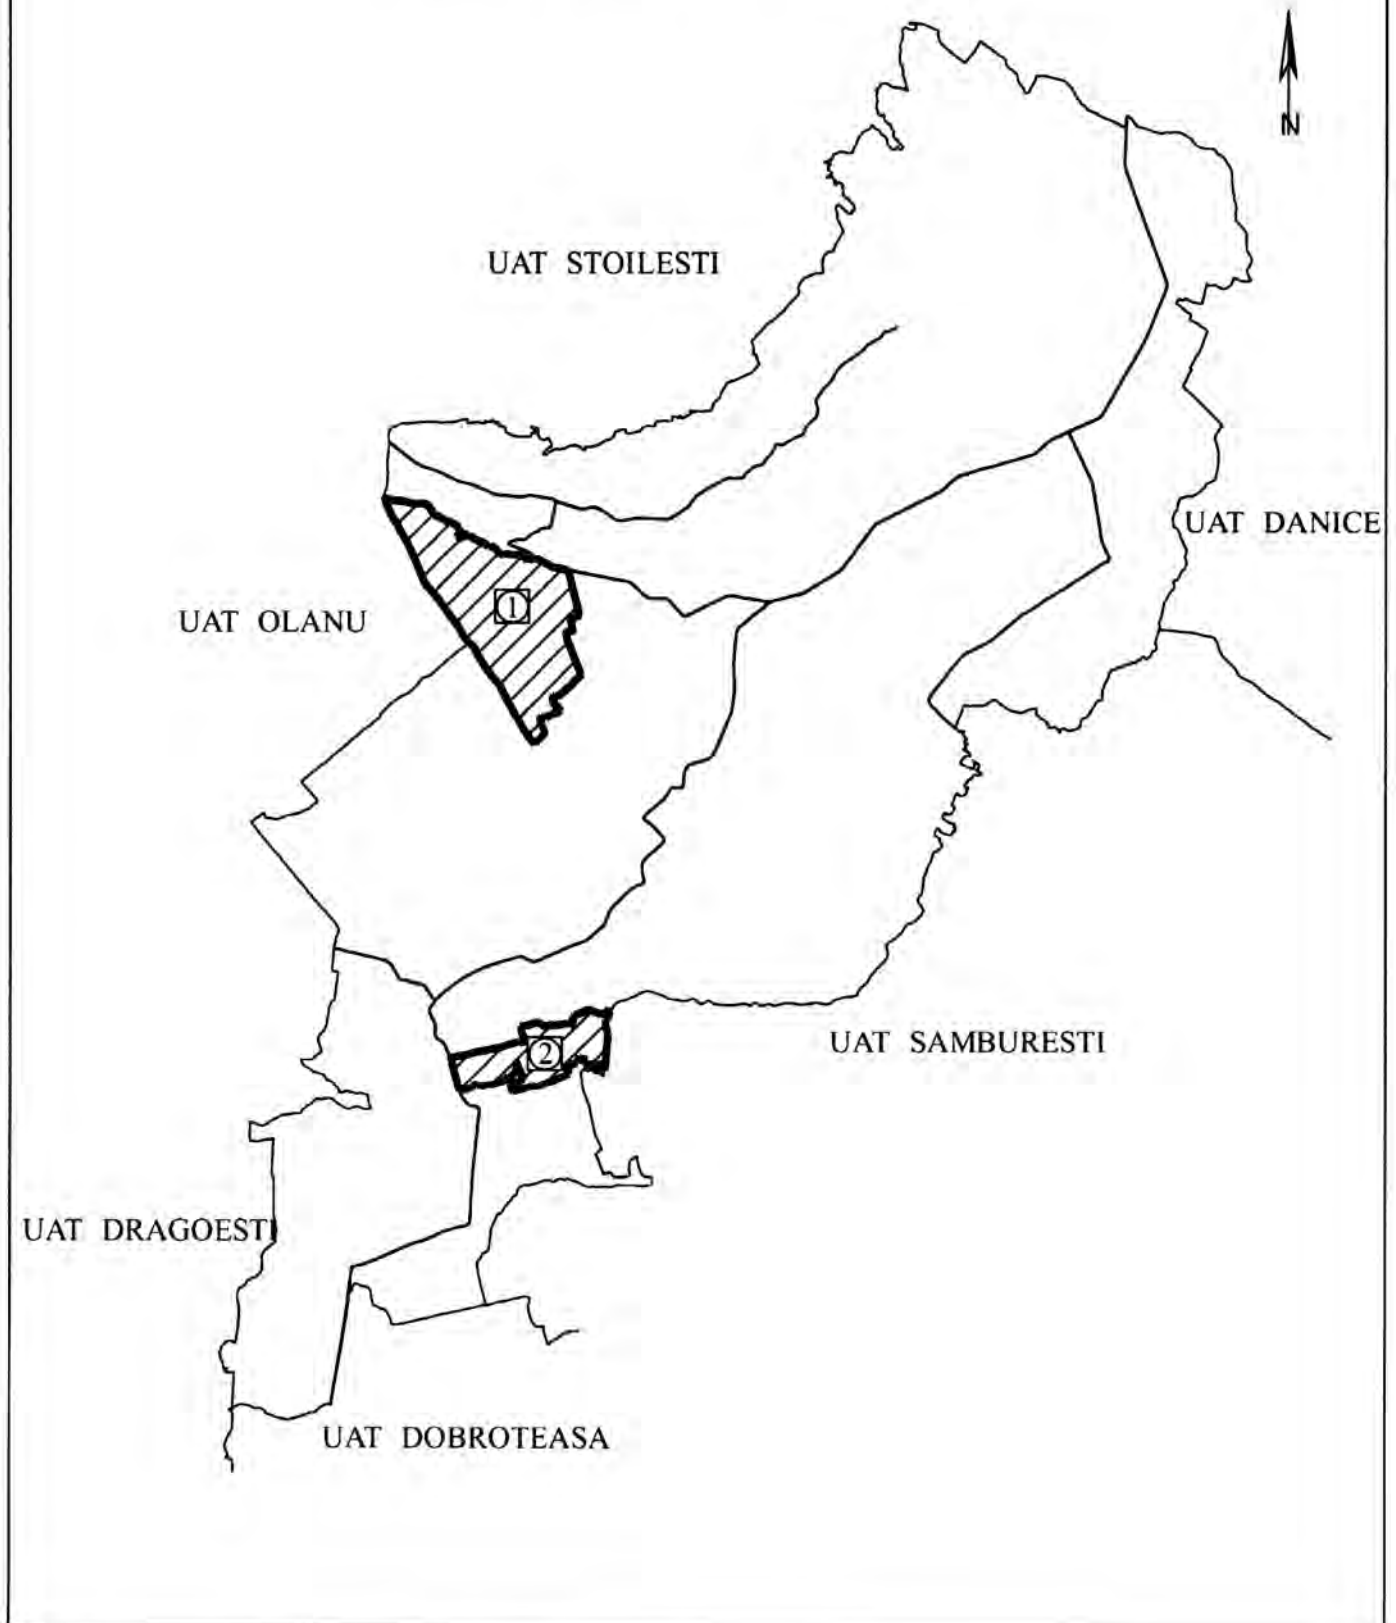 N
UAT STOILESTI
UAT DANICE
UAT OLANU
1
2
UAT SAMBURESTI
UAT DRAGOESTI
UAT DOBROTEASA